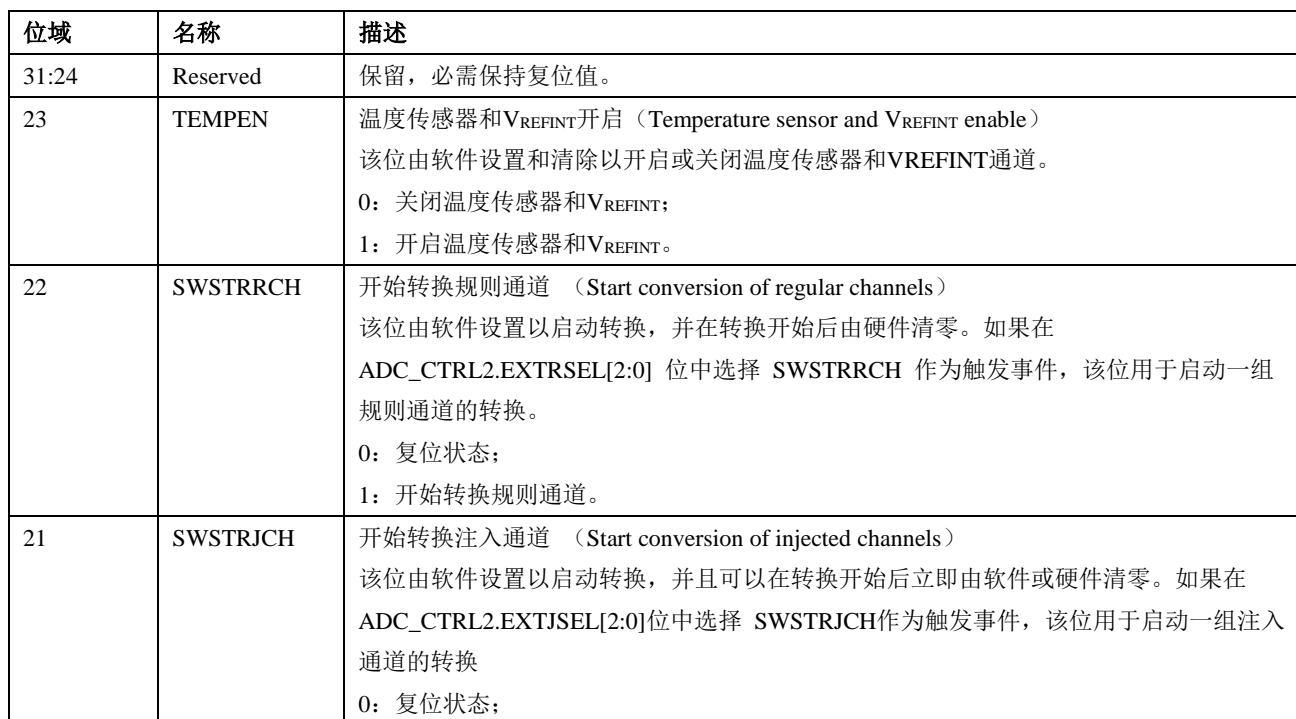 位域 名称 描述
31:24 Reserved 保留，必需保持复位值。
23 TEMPEN 温度传感器和VREFINT开启（Temperature sensor and VREFINT enable）
该位由软件设置和清除以开启或关闭温度传感器和VREFINT通道。
0：关闭温度传感器和VREFINT；
1：开启温度传感器和VREFINT。
22 SWSTRRCH 开始转换规则通道 （Start conversion of regular channels）
该位由软件设置以启动转换，并在转换开始后由硬件清零。如果在
ADC_CTRL2.EXTRSEL[2:0] 位中选择 SWSTRRCH 作为触发事件，该位用于启动一组
规则通道的转换。
0：复位状态；
1：开始转换规则通道。
21 SWSTRJCH 开始转换注入通道 （Start conversion of injected channels）
该位由软件设置以启动转换，并且可以在转换开始后立即由软件或硬件清零。如果在
ADC_CTRL2.EXTJSEL[2:0]位中选择 SWSTRJCH作为触发事件，该位用于启动一组注入
通道的转换
0：复位状态；